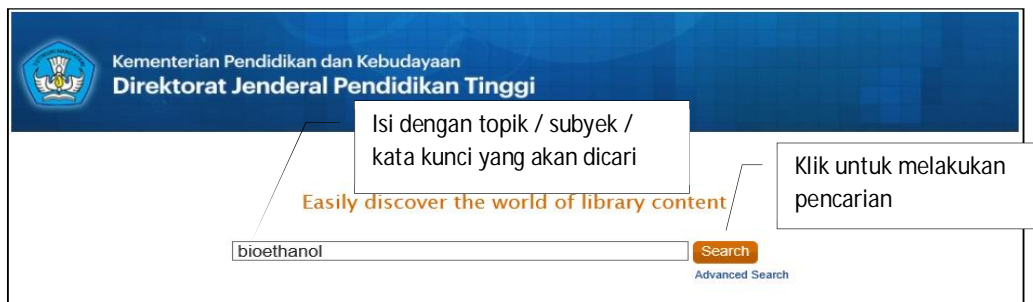 Kementerian Pendidikan dan Kebudayaan
Direktorat Jenderal Pendidikan Tinggi
Isi dengan topik / subyek /
kata kunci yang akan dicari
Klik untuk melakukan
pencarian
Easily discover the world of library content
bioethanol
Search
Advanced Search